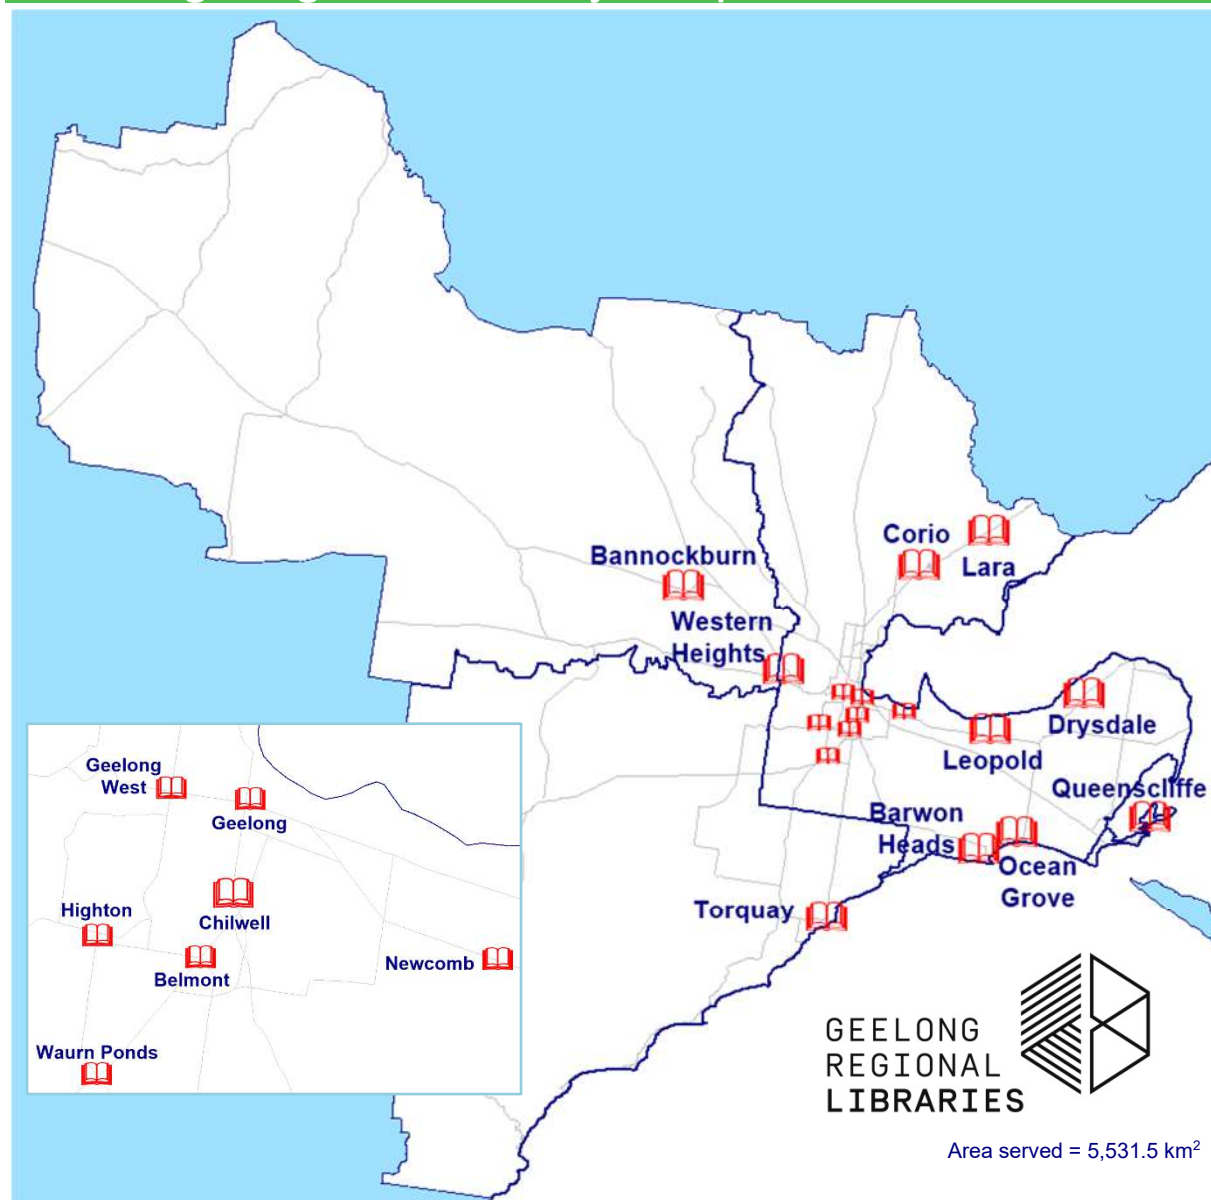 Corio
Bannockburn
Lara
Western
Heights
Drysdale
Leopold
Queenscliffe
Barwon
Heads
Ocean
Grove
Torquay
Geelong
West
Geelong
Highton
Chilwell
Belmont
Newcomb
Waurn Ponds
GEELONG
REGIONAL
LIBRARIES
Area served = 5,531.5 km²